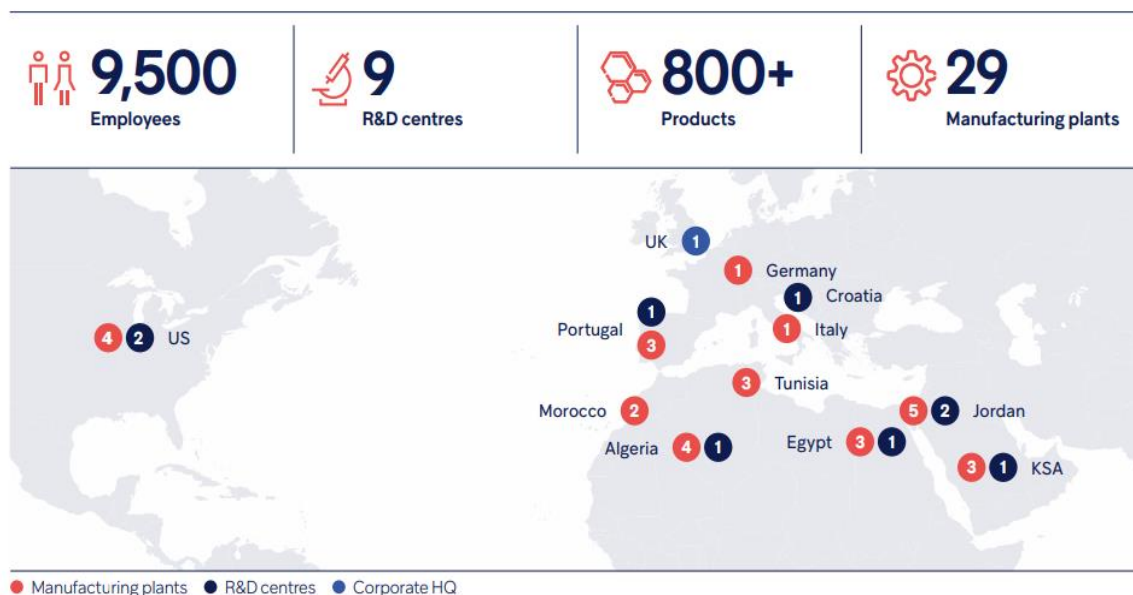 9,500
Employees
9
R&D centres
800+
Products
29
Manufacturing plants
UK 1
1 Germany
1 Croatia
1
Portugal
3
1 Italy
4 2 US
3 Tunisia
Morocco 2
5 2 Jordan
Algeria 4 1
Egypt 3 1
3 1 KSA
Manufacturing plants R&D centres Corporate HQ